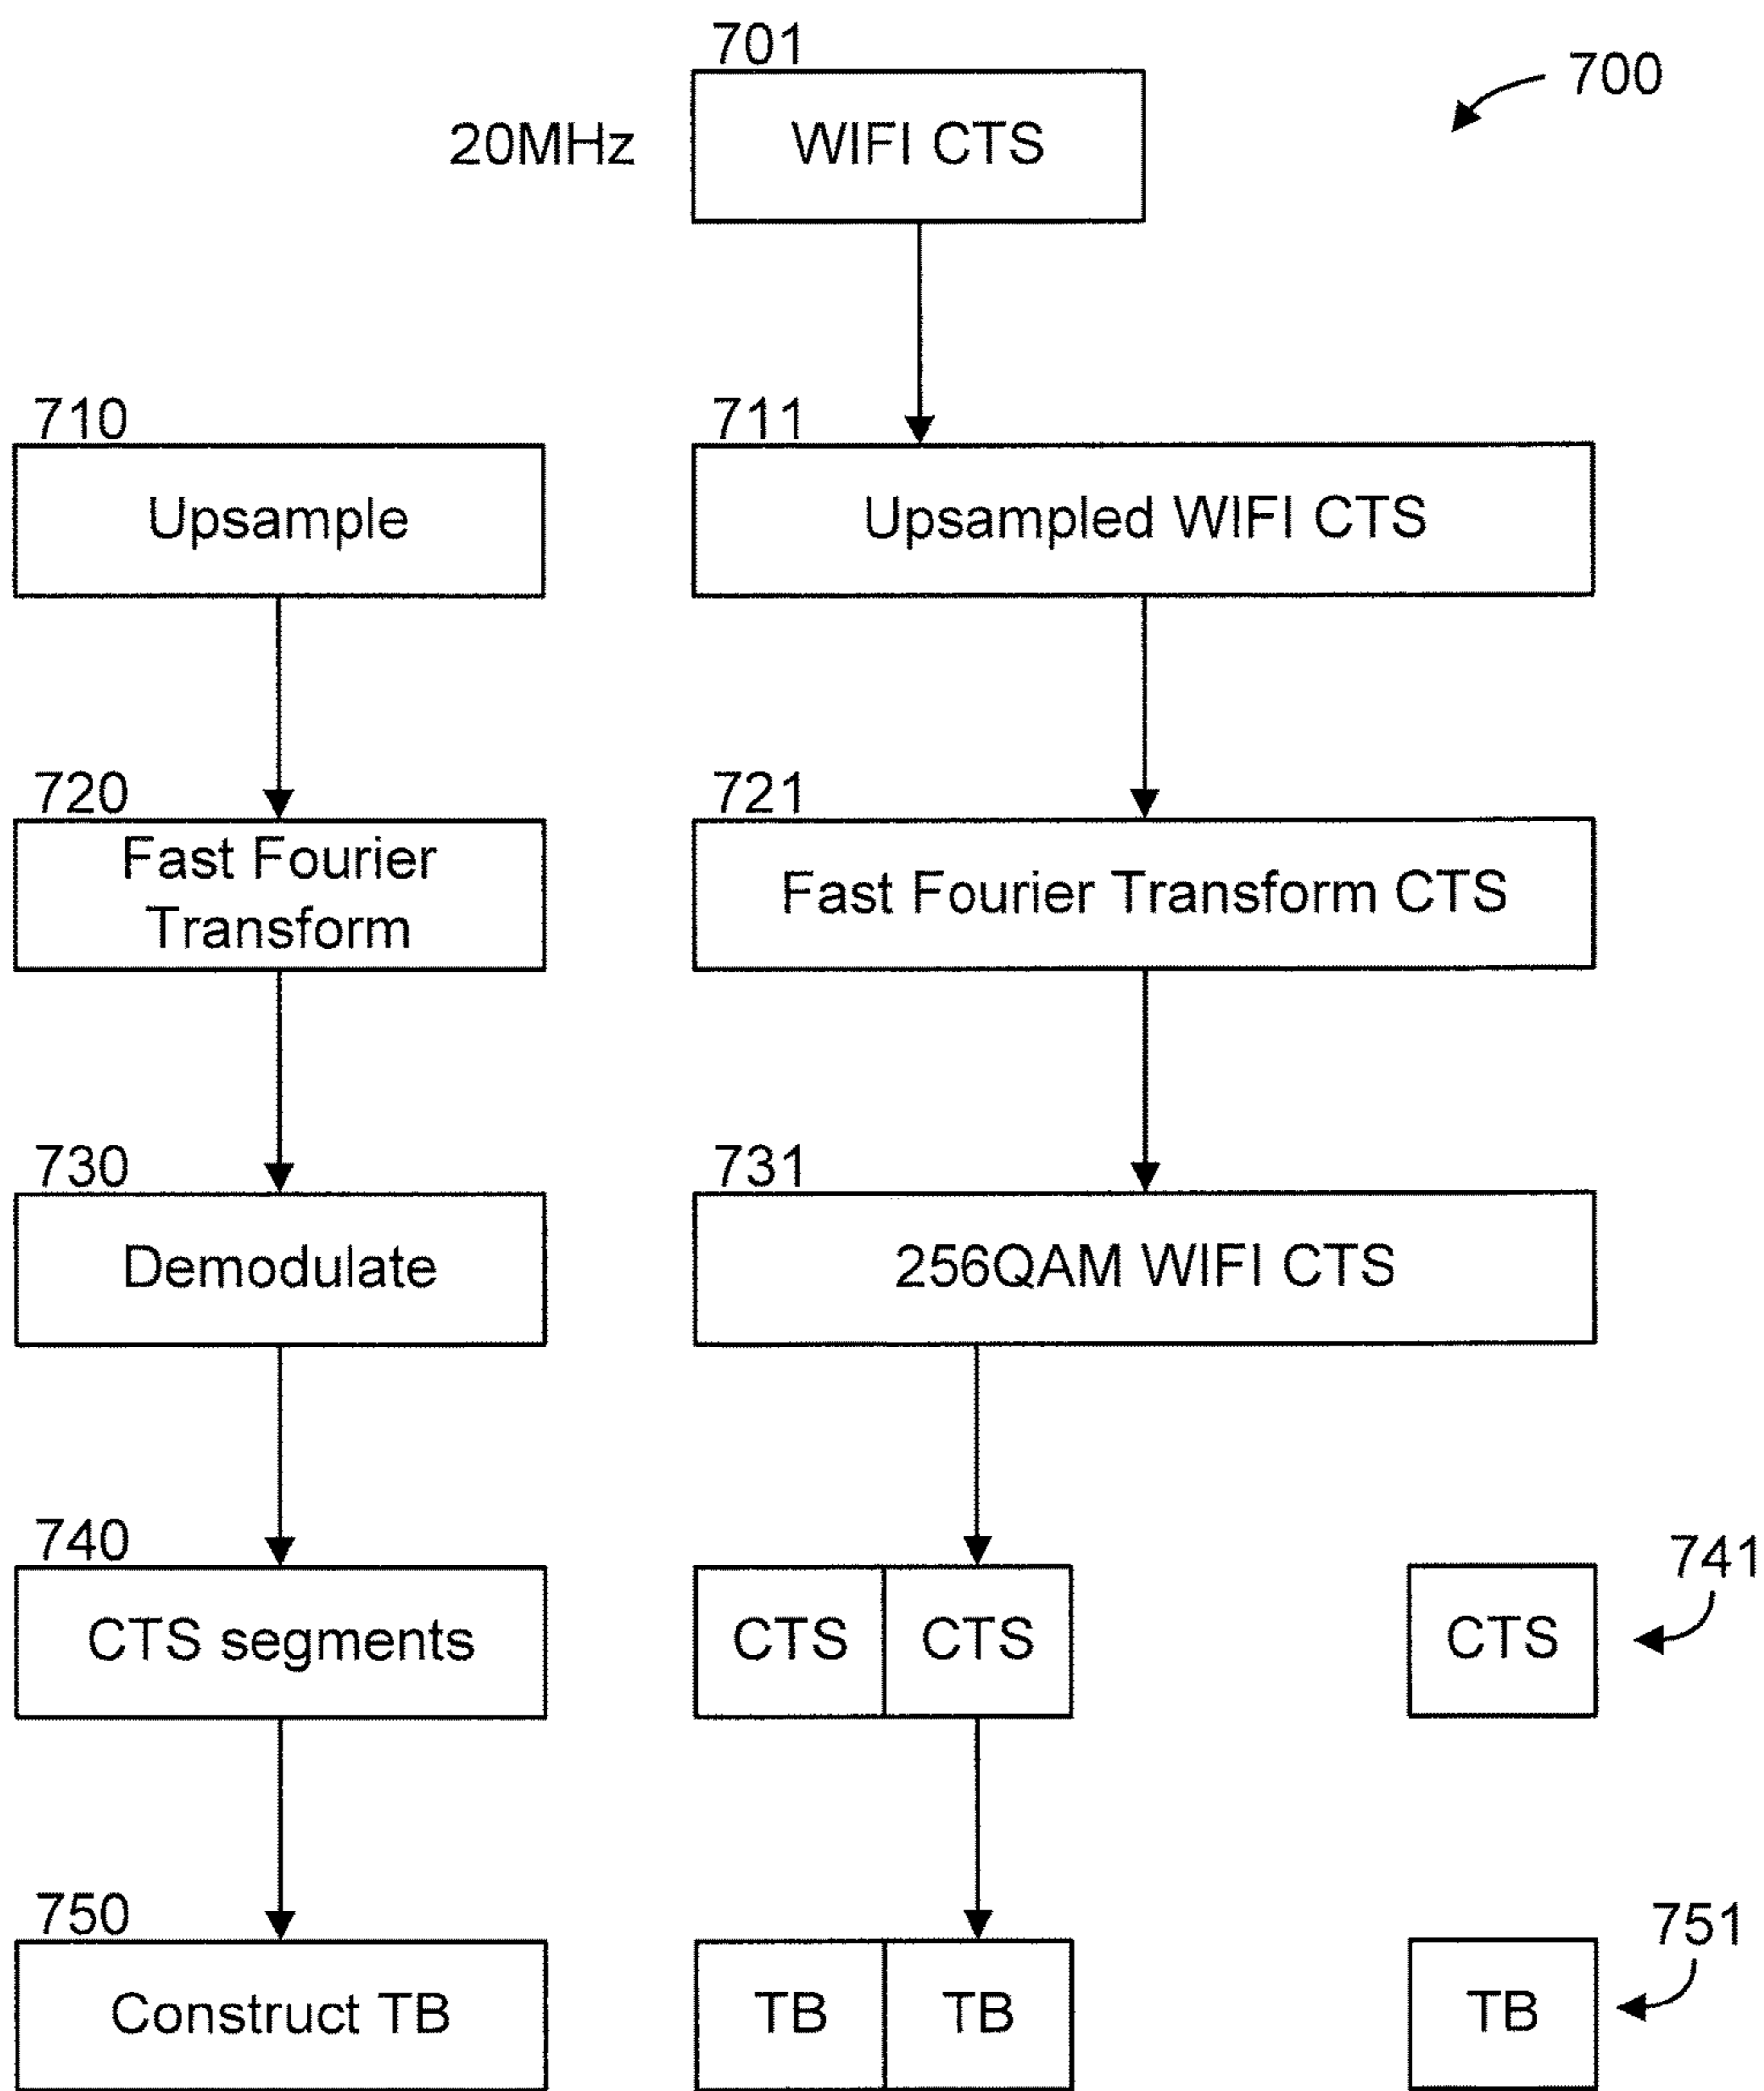 701
700
20MHz
WIFI CTS
710
711
Upsample
Upsampled WIFI CTS
720
721
Fast Fourier
Transform
Fast Fourier Transform CTS
730
731
Demodulate
256QAM WIFI CTS
740
741
CTS segments
CTS
CTS
CTS
750
751
Construct TB
TB
TB
TB